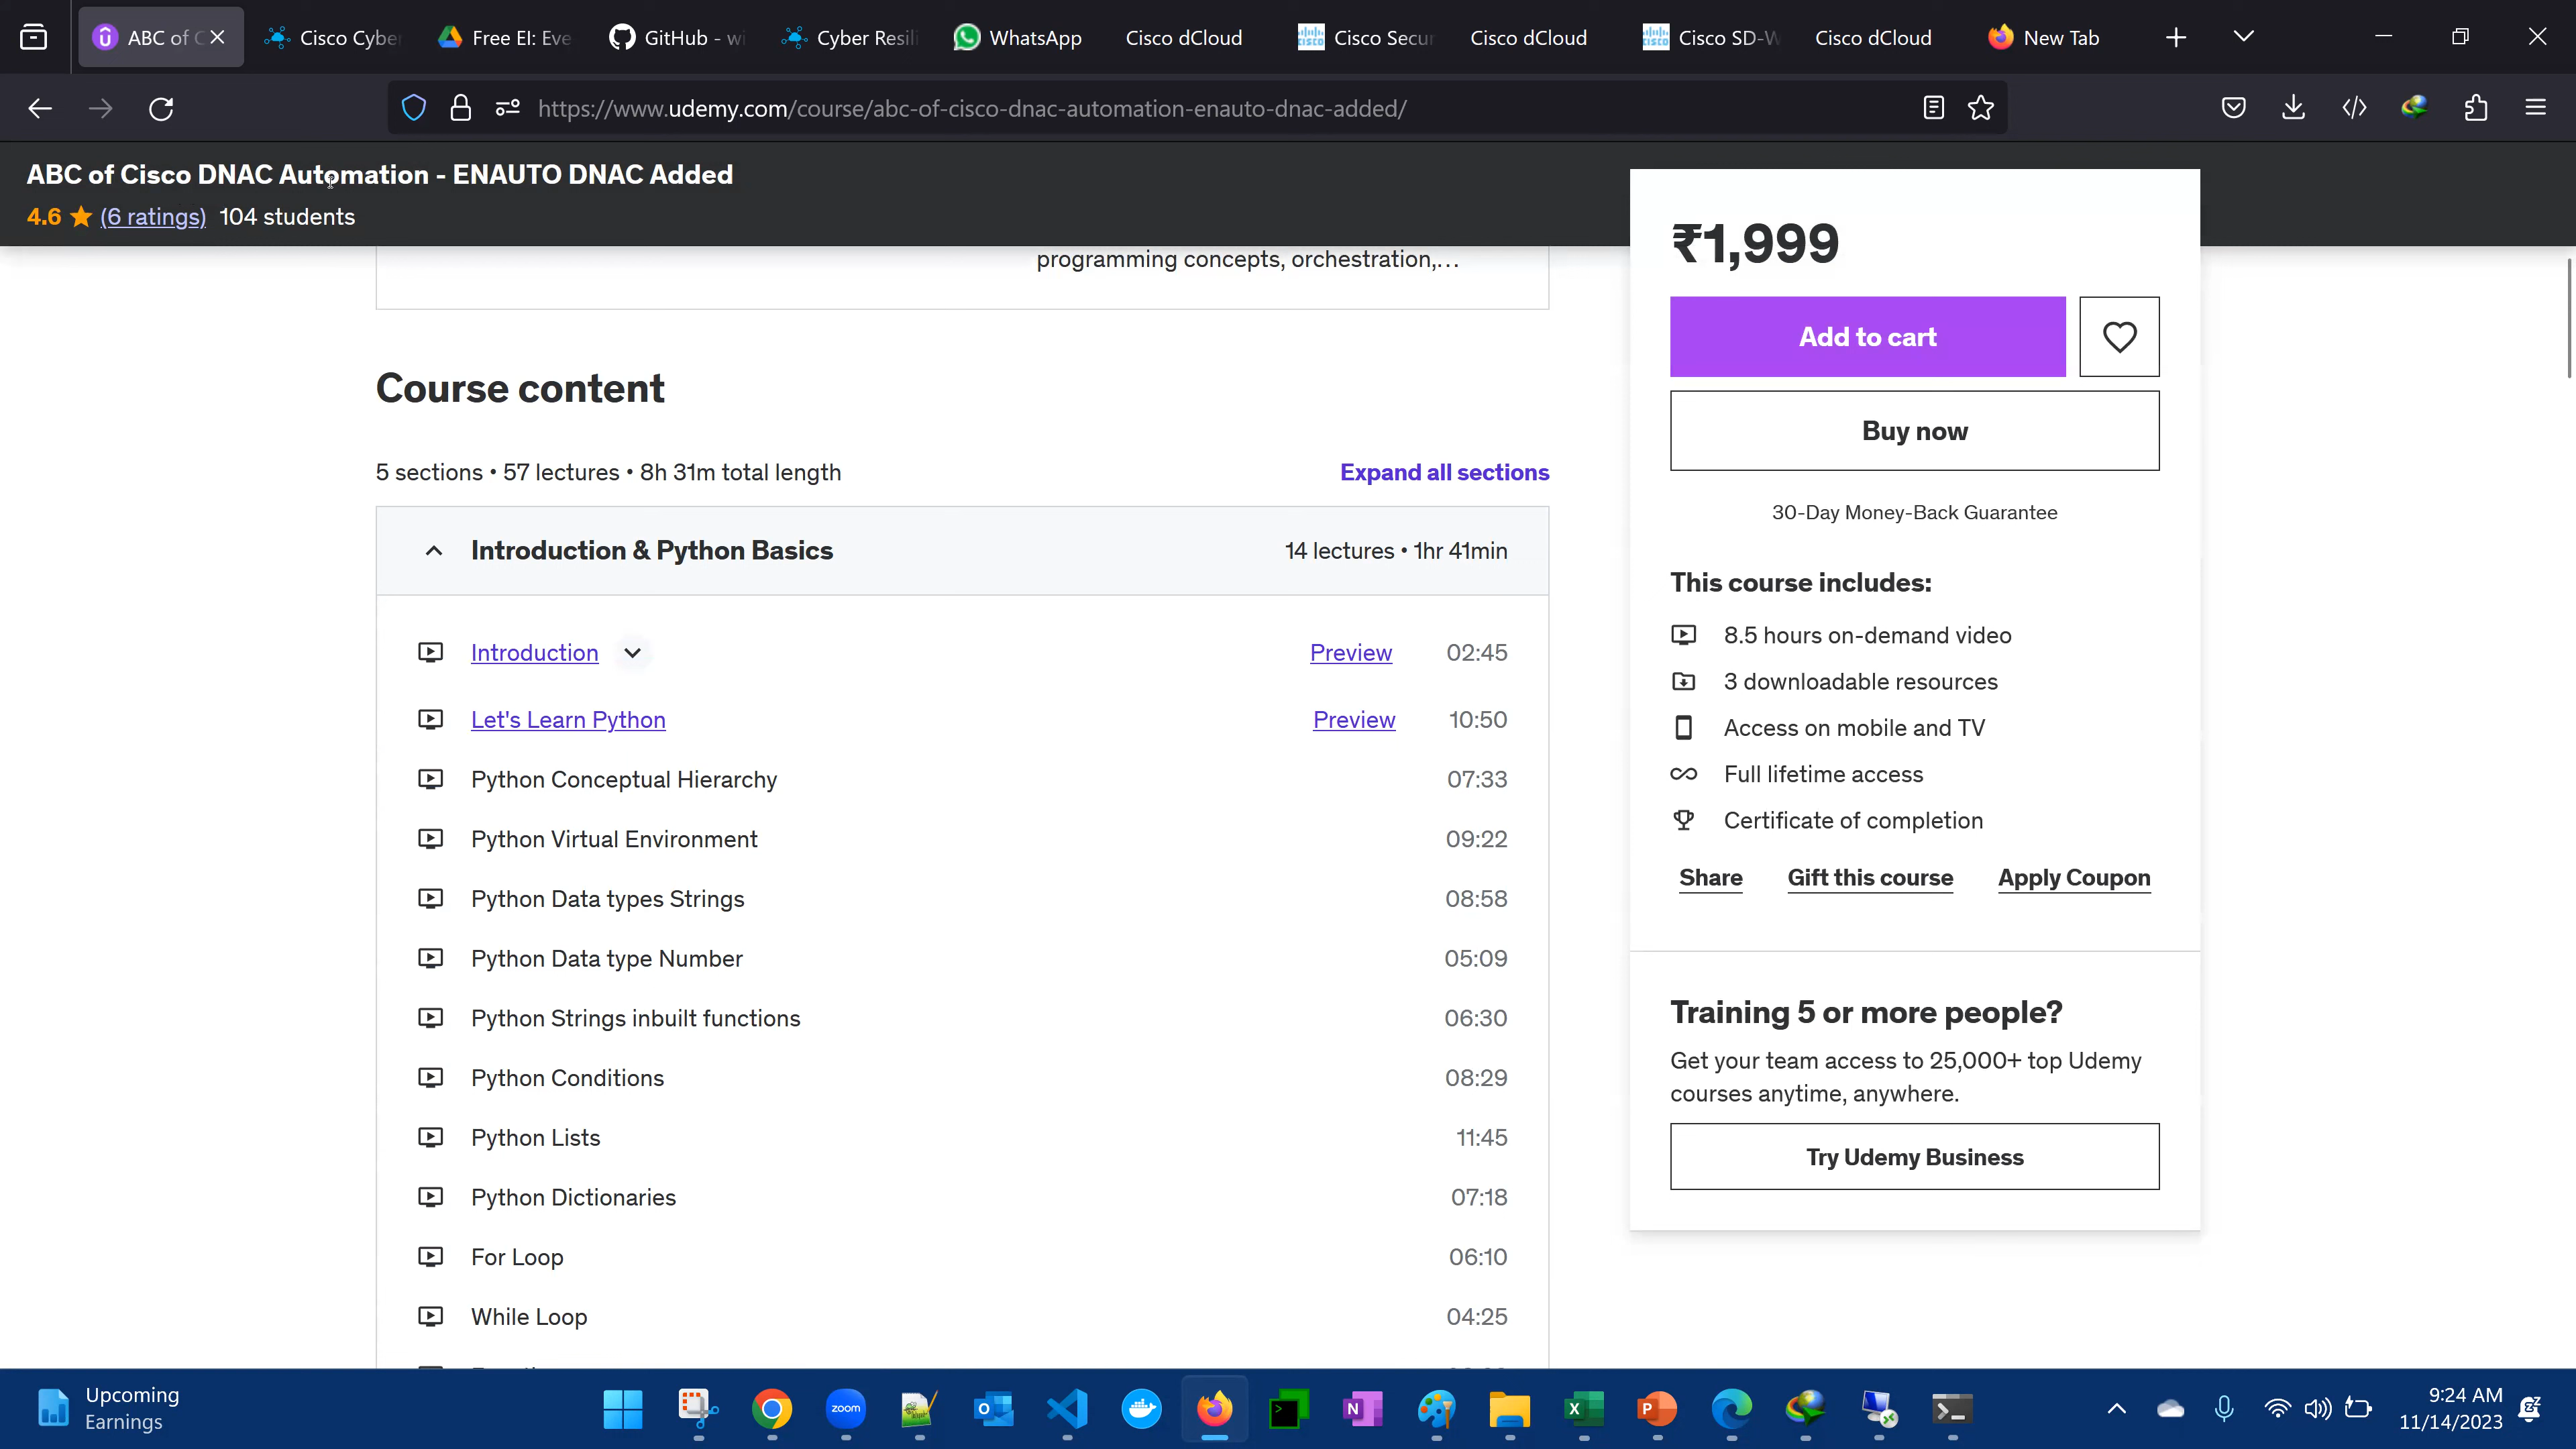 ABC of C
Cisco Cyber
Free EI: Eve
GitHub - wi
Cyber Resili
WhatsApp
Cisco dCloud
Cisco Secur
Cisco dCloud
Cisco SD-W
Cisco dCloud
New Tab
https://www.udemy.com/course/abc-of-cisco-dnac-automation-enauto-dnac-added/
ABC of Cisco DNAC Automation - ENAUTO DNAC Added
4.6 ★ (6 ratings) 104 students
programming concepts, orchestration,...
Course content
5 sections • 57 lectures • 8h 31m total length
Expand all sections
Introduction & Python Basics
14 lectures • 1hr 41min
Introduction Preview 02:45
Let's Learn Python Preview 10:50
Python Conceptual Hierarchy 07:33
Python Virtual Environment 09:22
Python Data types Strings 08:58
Python Data type Number 05:09
Python Strings inbuilt functions 06:30
Python Conditions 08:29
Python Lists 11:45
Python Dictionaries 07:18
For Loop 06:10
While Loop 04:25
₹1,999
Add to cart
Buy now
30-Day Money-Back Guarantee
This course includes:
8.5 hours on-demand video
3 downloadable resources
Access on mobile and TV
Full lifetime access
Certificate of completion
Share Gift this course Apply Coupon
Training 5 or more people?
Get your team access to 25,000+ top Udemy
courses anytime, anywhere.
Try Udemy Business
Upcoming
Earnings
zoom
9:24 AM
11/14/2023